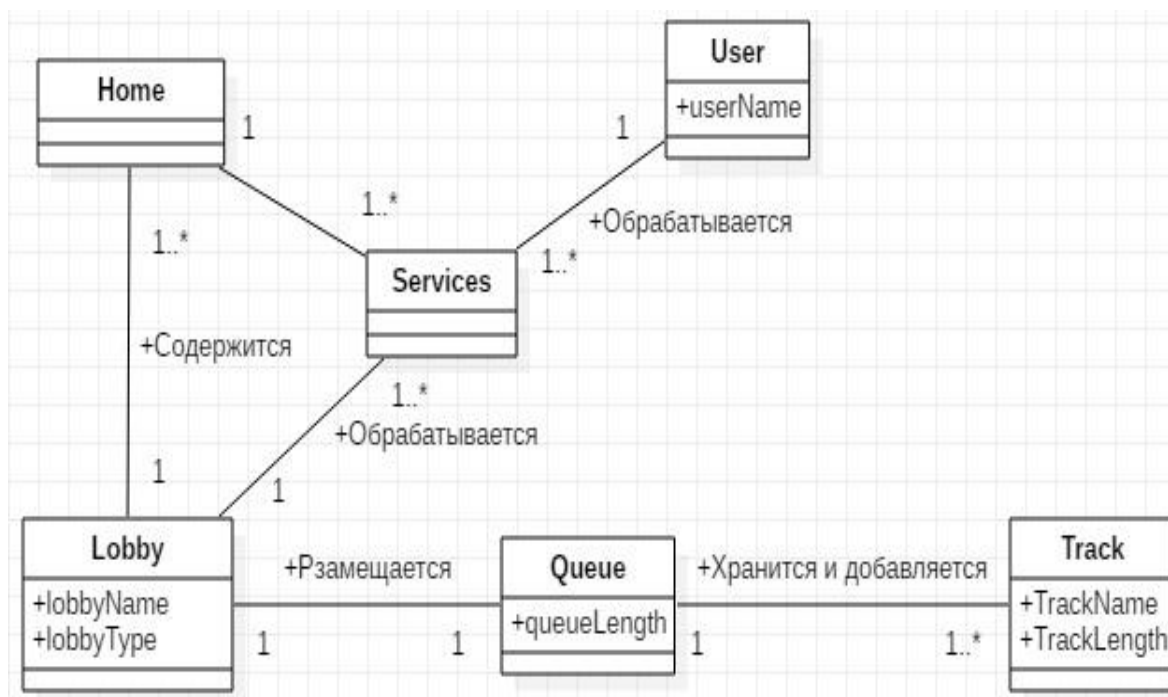 User
+userName
Home
1
1
1..*
+Обрабатывается
1..*
1..*
Services
+Содержится
1..*
+Обрабатывается
1
1
Lobby
+lobbyName
+lobbyType
+Рзамещается
1
1
Queue
+queueLength
+Хранится и добавляется
1
1..*
Track
+TrackName
+TrackLength